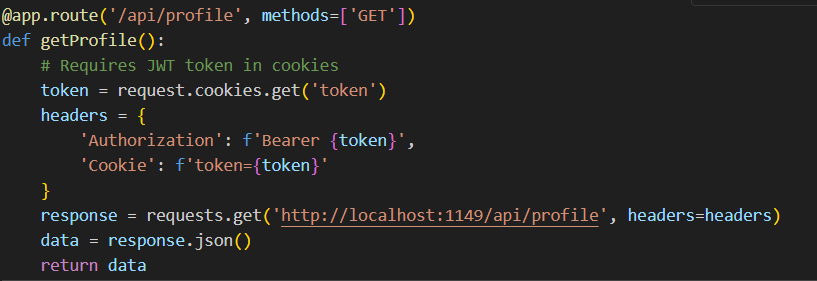 @app.route('/api/profile', methods=['GET'])
def getProfile():
    # Requires JWT token in cookies
    token = request.cookies.get('token')
    headers = {
        'Authorization': f'Bearer {token}',
        'Cookie': f'token={token}'
    }
    response = requests.get('http://localhost:1149/api/profile', headers=headers)
    data = response.json()
    return data